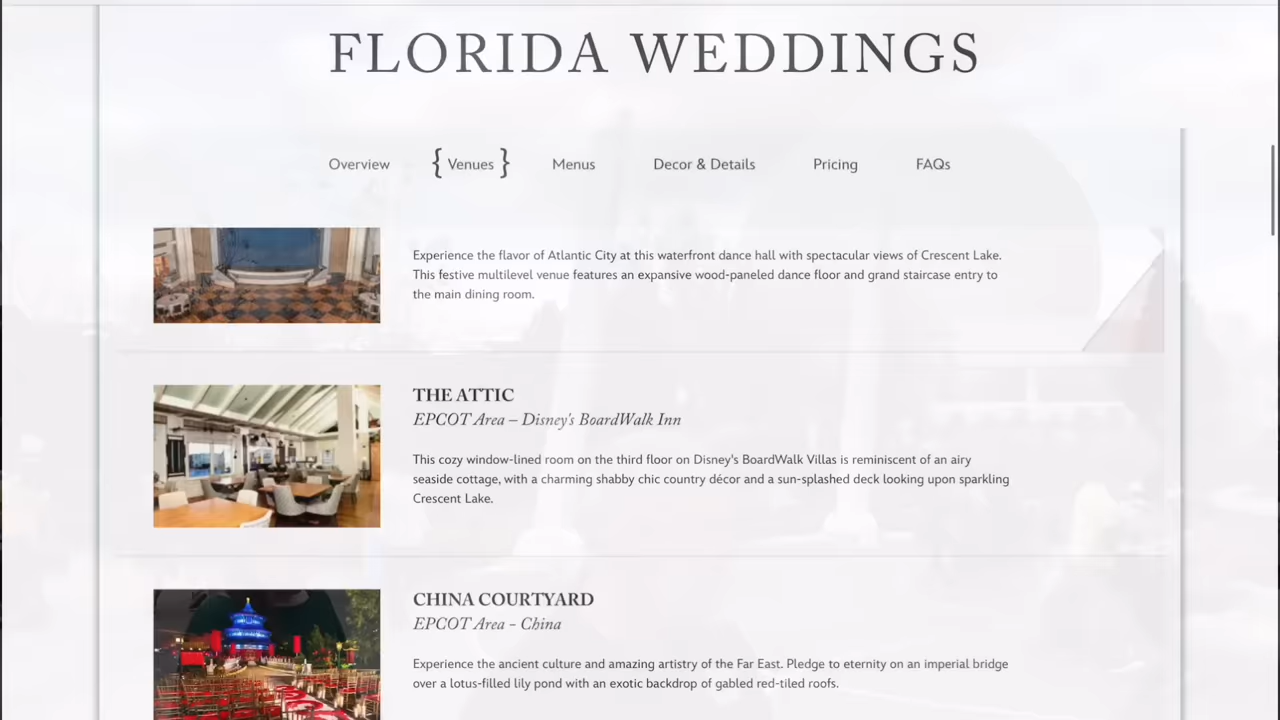 FLORIDA WEDDINGS
Overview { Venues } Menus Decor & Details Pricing FAQs
Experience the flavor of Atlantic City at this waterfront dance hall with spectacular views of Crescent Lake.
This festive multilevel venue features an expansive wood-paneled dance floor and grand staircase entry to
the main dining room.
THE ATTIC
EPCOT Area – Disney's BoardWalk Inn
This cozy window-lined room on the third floor on Disney's BoardWalk Villas is reminiscent of an airy
seaside cottage, with a charming shabby chic country décor and a sun-splashed deck looking upon sparkling
Crescent Lake.
CHINA COURTYARD
EPCOT Area - China
Experience the ancient culture and amazing artistry of the Far East. Pledge to eternity on an imperial bridge
over a lotus-filled lily pond with an exotic backdrop of gabled red-tiled roofs.